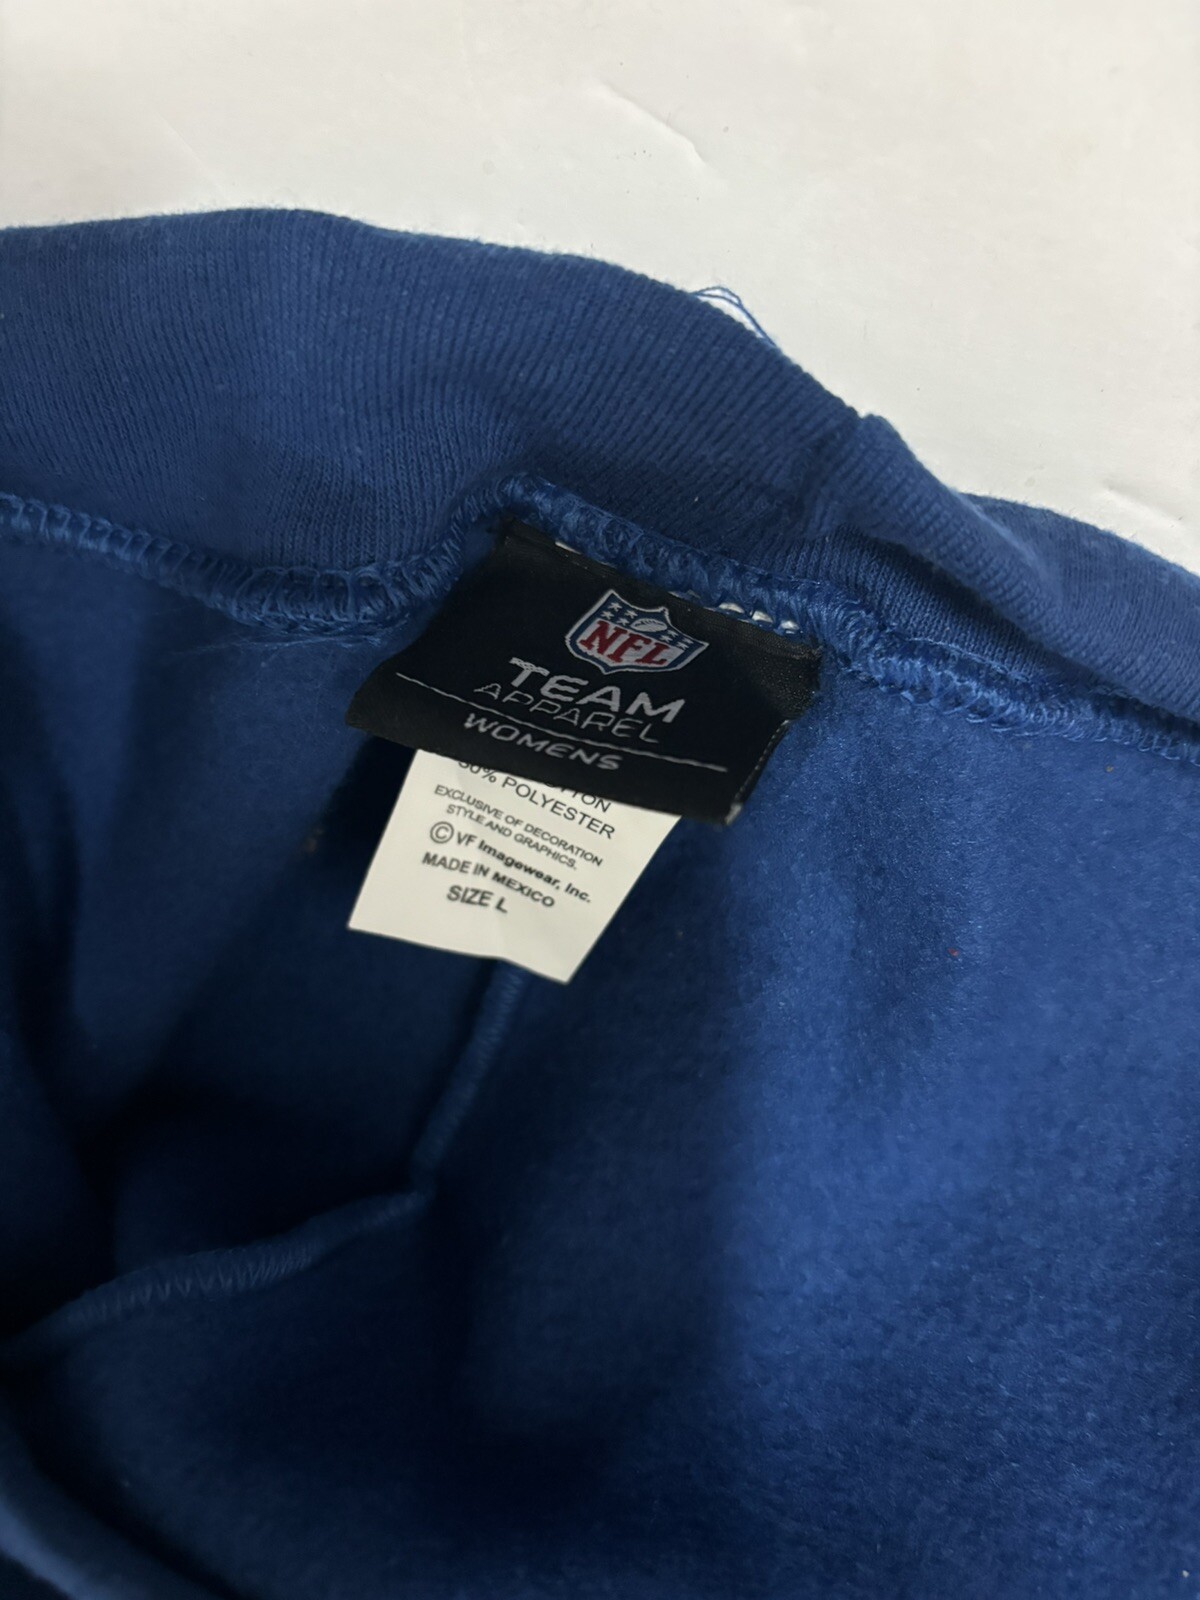 NFL
TEAM
APPAREL
WOMENS
% POLYESTER
EXCLUSIVE OF DECORATION
STYLE AND GRAPHICS.
© VF Imagewear, Inc.
MADE IN MEXICO
SIZE L